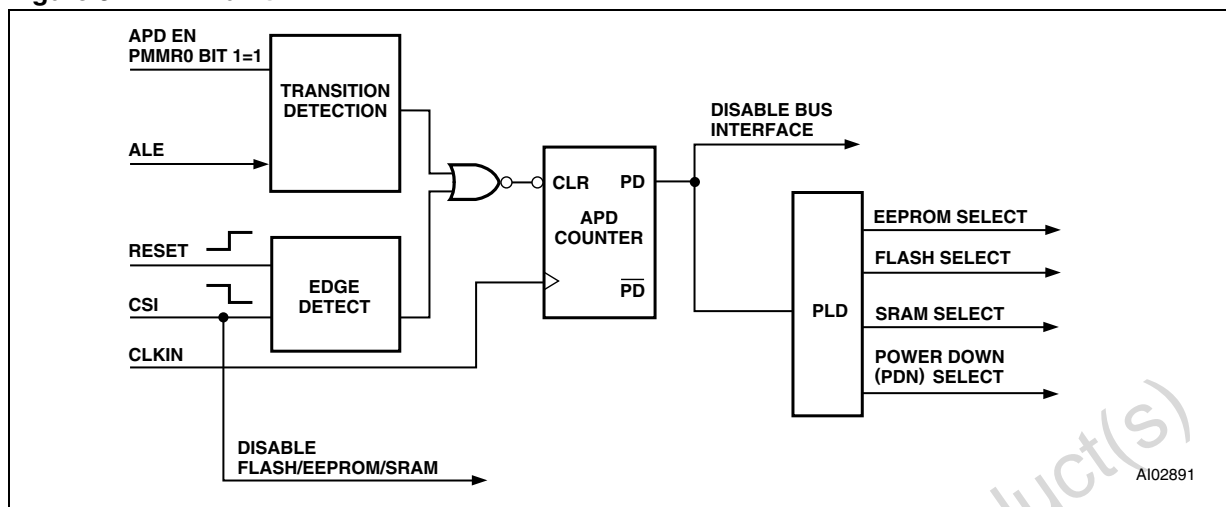 APD EN
PMMR0 BIT 1=1
TRANSITION
DETECTION
ALE
RESET
EDGE
DETECT
CSI
CLKIN
DISABLE
FLASH/EEPROM/SRAM
CLR
PD
APD
COUNTER
PD
DISABLE BUS
INTERFACE
PLD
EEPROM SELECT
FLASH SELECT
SRAM SELECT
POWER DOWN
(PDN) SELECT
AI02891